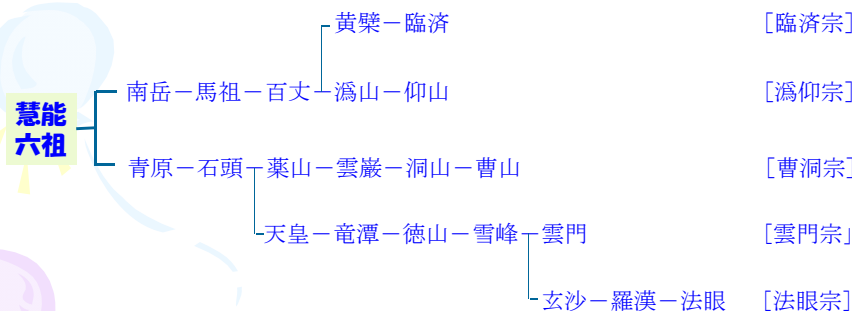 黄檗－臨済 [臨済宗]
南岳－馬祖－百丈 潙山－仰山 [潙仰宗]
慧能
六祖
青原－石頭 薬山－雲巌－洞山－曹山 [曹洞宗]
天皇－竜潭－徳山－雪峰 雲門 [雲門宗」
玄沙－羅漢－法眼 [法眼宗]